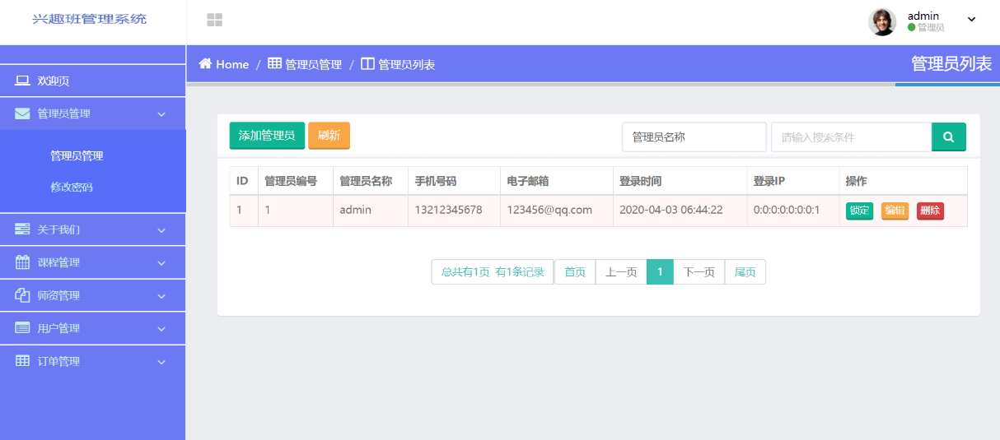 兴趣班管理系统
admin
管理员
Home / 管理员管理 / 管理员列表
管理员列表
欢迎页
管理员管理
管理员管理
修改密码
关于我们
课程管理
师资管理
用户管理
订单管理
添加管理员 刷新 管理员名称 请输入搜索条件
ID 管理员编号 管理员名称 手机号码 电子邮箱 登录时间 登录IP 操作
1 1 admin 13212345678 123456@qq.com 2020-04-03 06:44:22 0:0:0:0:0:0:0:1 锁定 编辑 删除
总共有1页 有1条记录 首页 上一页 1 下一页 尾页